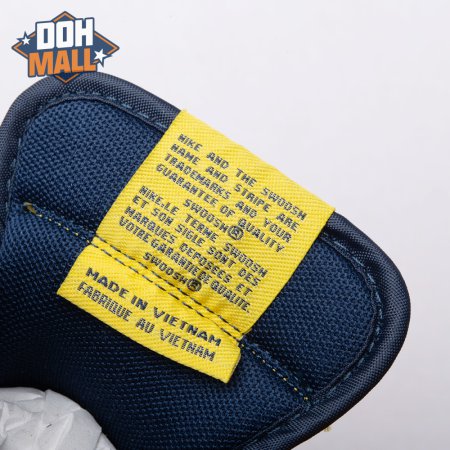 DOH
MALL
NIKE AND THE SWOOSH
NAME AND STRIPE ARE
TRADEMARKS AND YOUR
GUARANTEE OF QUALITY
SWOOSH®
NIKE.LE TERME SWOOSH
ET SON SIGLE SONT DES
MARQUES DEPOSEES ET
VOTRE GARANTIE QUALITE.
SWOOSH®
MADE IN VIETNAM
FABRIQUE AU VIETNAM